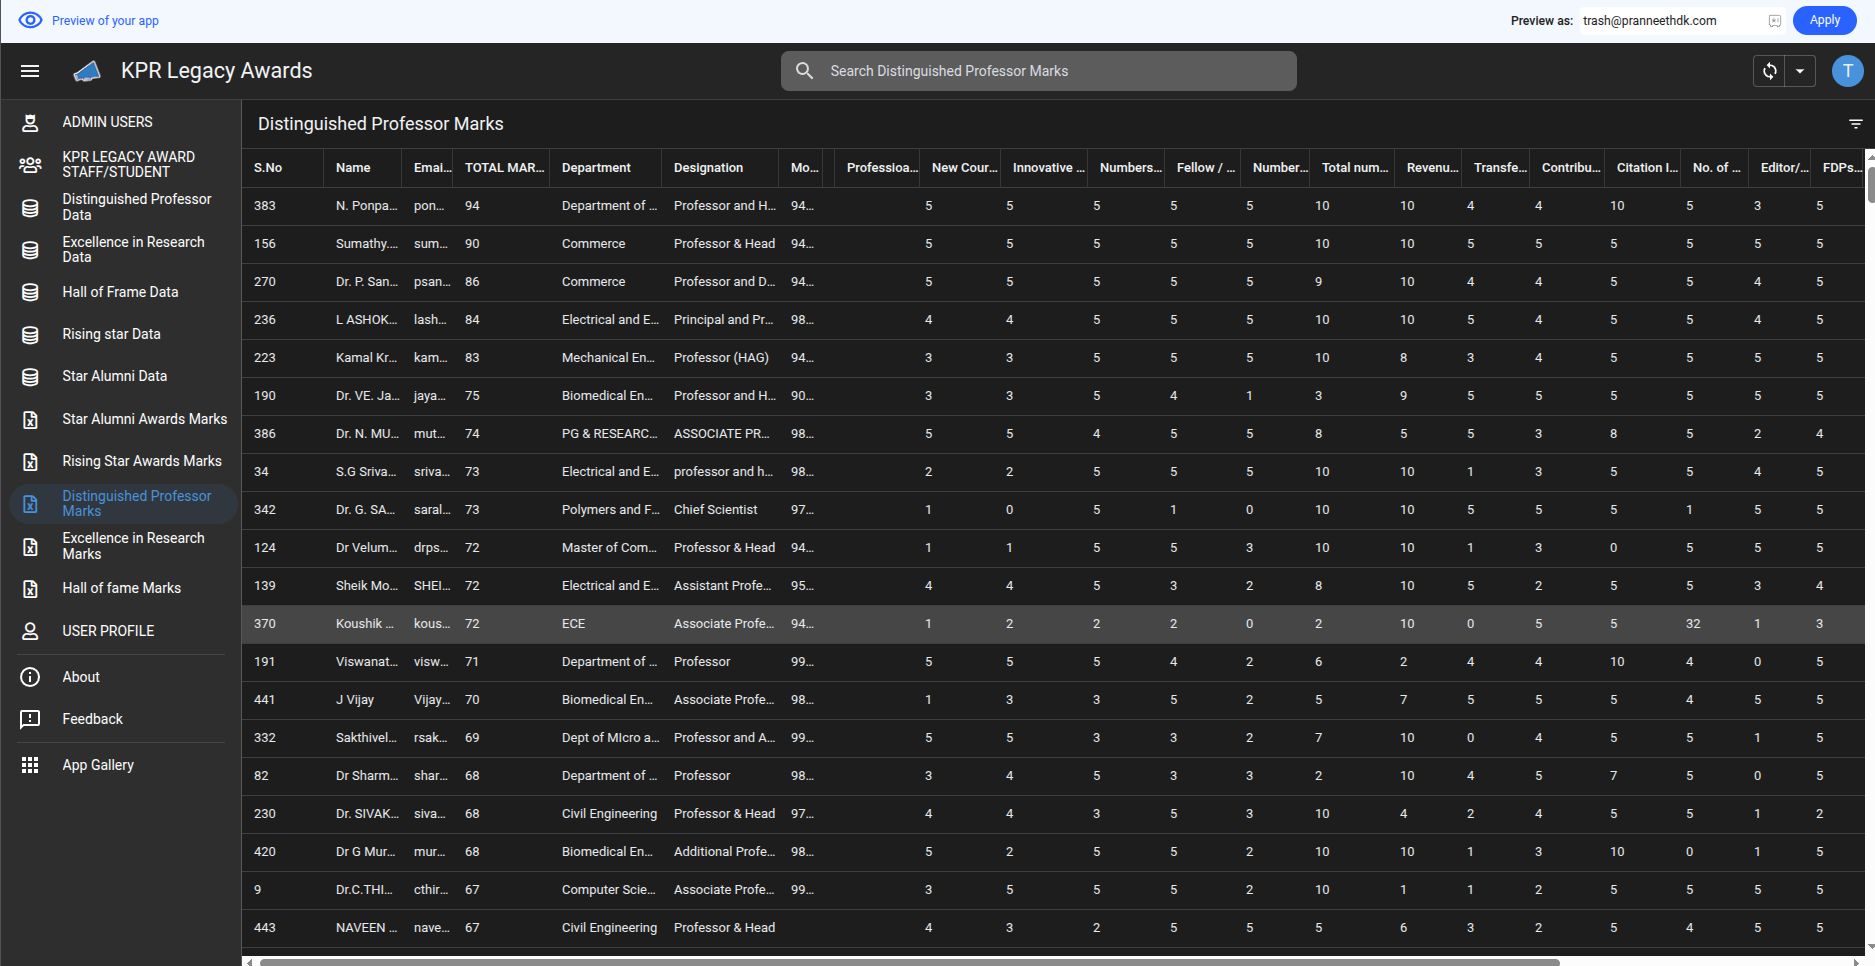 Preview of your app
Preview as: trash@pranneethdk.com Apply
KPR Legacy Awards
Search Distinguished Professor Marks
T
ADMIN USERS
KPR LEGACY AWARD
STAFF/STUDENT
Distinguished Professor
Data
Excellence in Research
Data
Hall of Frame Data
Rising star Data
Star Alumni Data
Star Alumni Awards Marks
Rising Star Awards Marks
Distinguished Professor
Marks
Excellence in Research
Marks
Hall of fame Marks
USER PROFILE
About
Feedback
App Gallery
Distinguished Professor Marks
S.No Name Emai... TOTAL MAR... Department Designation Mo... Professioa... New Cour... Innovative ... Numbers... Fellow / ... Number... Total num... Revenu... Transfe... Contribu... Citation I... No. of ... Editor/... FDPs...
383 N. Ponpa... pon... 94 Department of ... Professor and H... 94... 5 5 5 5 5 10 10 4 4 10 5 3 5
156 Sumathy.... sum... 90 Commerce Professor & Head 94... 5 5 5 5 5 10 10 5 5 5 5 5 5
270 Dr. P. San... psan... 86 Commerce Professor and D... 94... 5 5 5 5 5 9 10 4 4 5 5 4 5
236 L ASHOK... lash... 84 Electrical and E... Principal and Pr... 98... 4 4 5 5 5 10 10 5 4 5 5 4 5
223 Kamal Kr... kam... 83 Mechanical En... Professor (HAG) 94... 3 3 5 5 5 10 8 3 4 5 5 5 5
190 Dr. VE. Ja... jaya... 75 Biomedical En... Professor and H... 90... 3 3 5 4 1 3 9 5 5 5 5 5 5
386 Dr. N. MU... mut... 74 PG & RESEARC... ASSOCIATE PR... 98... 5 5 4 5 5 8 5 5 3 8 5 2 4
34 S.G Sriva... sriva... 73 Electrical and E... professor and h... 98... 2 2 5 5 5 10 10 1 3 5 5 4 5
342 Dr. G. SA... saral... 73 Polymers and F... Chief Scientist 97... 1 0 5 1 0 10 10 5 5 5 1 5 5
124 Dr Velum... drps... 72 Master of Com... Professor & Head 94... 1 1 5 5 3 10 10 1 3 0 5 5 5
139 Sheik Mo... SHEI... 72 Electrical and E... Assistant Profe... 95... 4 4 5 3 2 8 10 5 2 5 5 3 4
370 Koushik ... kous... 72 ECE Associate Profe... 94... 1 2 2 2 0 2 10 0 5 5 32 1 3
191 Viswanat... visw... 71 Department of ... Professor 99... 5 5 5 4 2 6 2 4 4 10 4 0 5
441 J Vijay Vijay... 70 Biomedical En... Associate Profe... 98... 1 3 3 5 2 5 7 5 5 5 4 5 5
332 Sakthivel... rsak... 69 Dept of MIcro a... Professor and A... 99... 5 5 3 3 2 7 10 0 4 5 5 1 5
82 Dr Sharm... shar... 68 Department of ... Professor 98... 3 4 5 3 3 2 10 4 5 7 5 0 5
230 Dr. SIVAK... siva... 68 Civil Engineering Professor & Head 97... 4 4 3 5 3 10 4 2 4 5 5 1 2
420 Dr G Mur... mur... 68 Biomedical En... Additional Profe... 98... 5 2 5 5 2 10 10 1 3 10 0 1 5
9 Dr.C.THI... cthir... 67 Computer Scie... Associate Profe... 99... 3 5 5 5 2 10 1 1 2 5 5 5 5
443 NAVEEN ... nave... 67 Civil Engineering Professor & Head 4 3 2 5 5 5 6 3 2 5 4 5 5